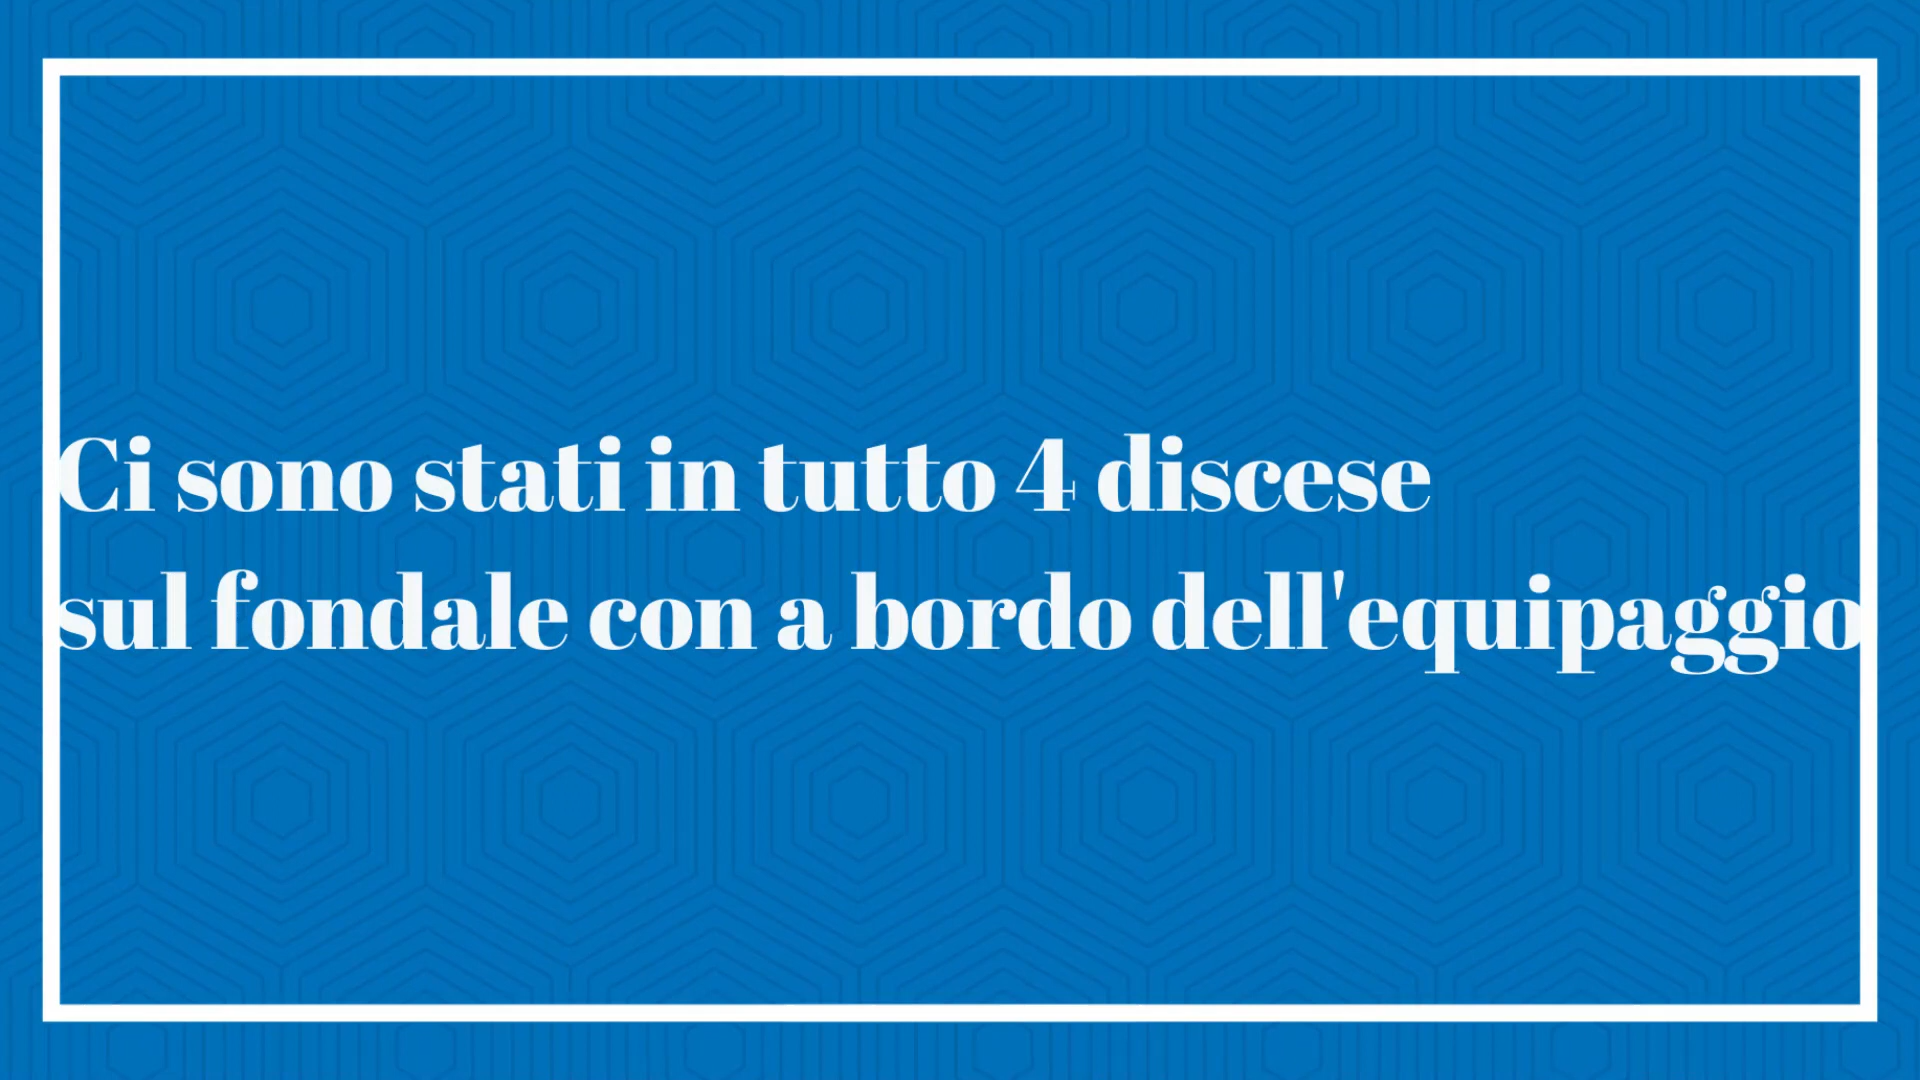 Ci sono stati in tutto 4 discese
sul fondale con a bordo dell'equipaggio